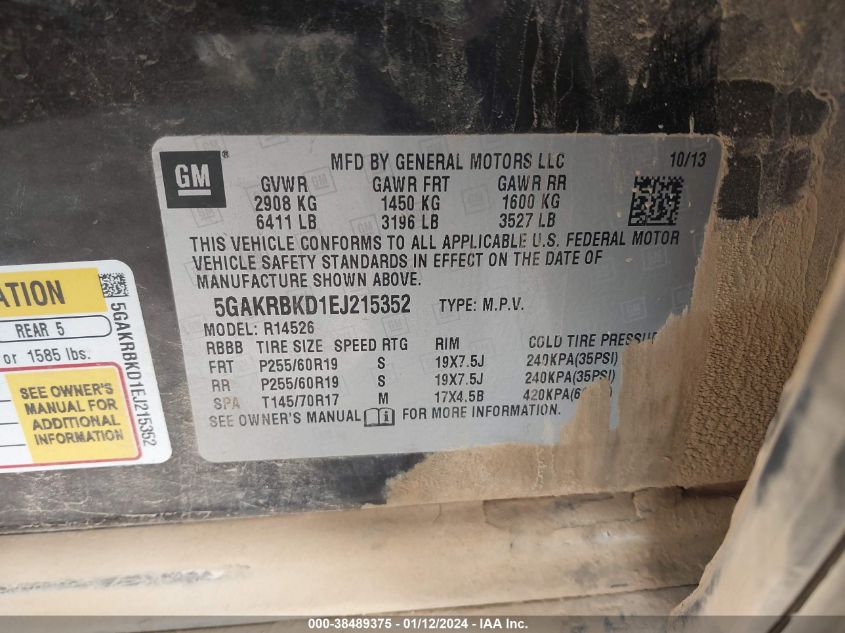 GM ®
MFD BY GENERAL MOTORS LLC 10/13
GVWR GAWR FRT GAWR RR
2908 KG 1450 KG 1600 KG
6411 LB 3196 LB 3527 LB
THIS VEHICLE CONFORMS TO ALL APPLICABLE U.S. FEDERAL MOTOR
VEHICLE SAFETY STANDARDS IN EFFECT ON THE DATE OF
MANUFACTURE SHOWN ABOVE.
5GAKRBKD1EJ215352 TYPE: M.P.V.
MODEL: R14526
RBBB TIRE SIZE SPEED RTG RIM COLD TIRE
FRT P255/60R19 S 19X7.5J 240KPA(35PSI)
RR P255/60R19 S 19X7.5J 240KPA(35PSI)
SPA T145/70R17 M 17X4.5B
SEE OWNER'S MANUAL FOR MORE INFORMATION.
REAR 5
or 1585 lbs.
SEE OWNER'S
MANUAL FOR
ADDITIONAL
INFORMATION
5GAKRBKD1EJ215352
000-38489375 - 01/12/2024 - IAA Inc.